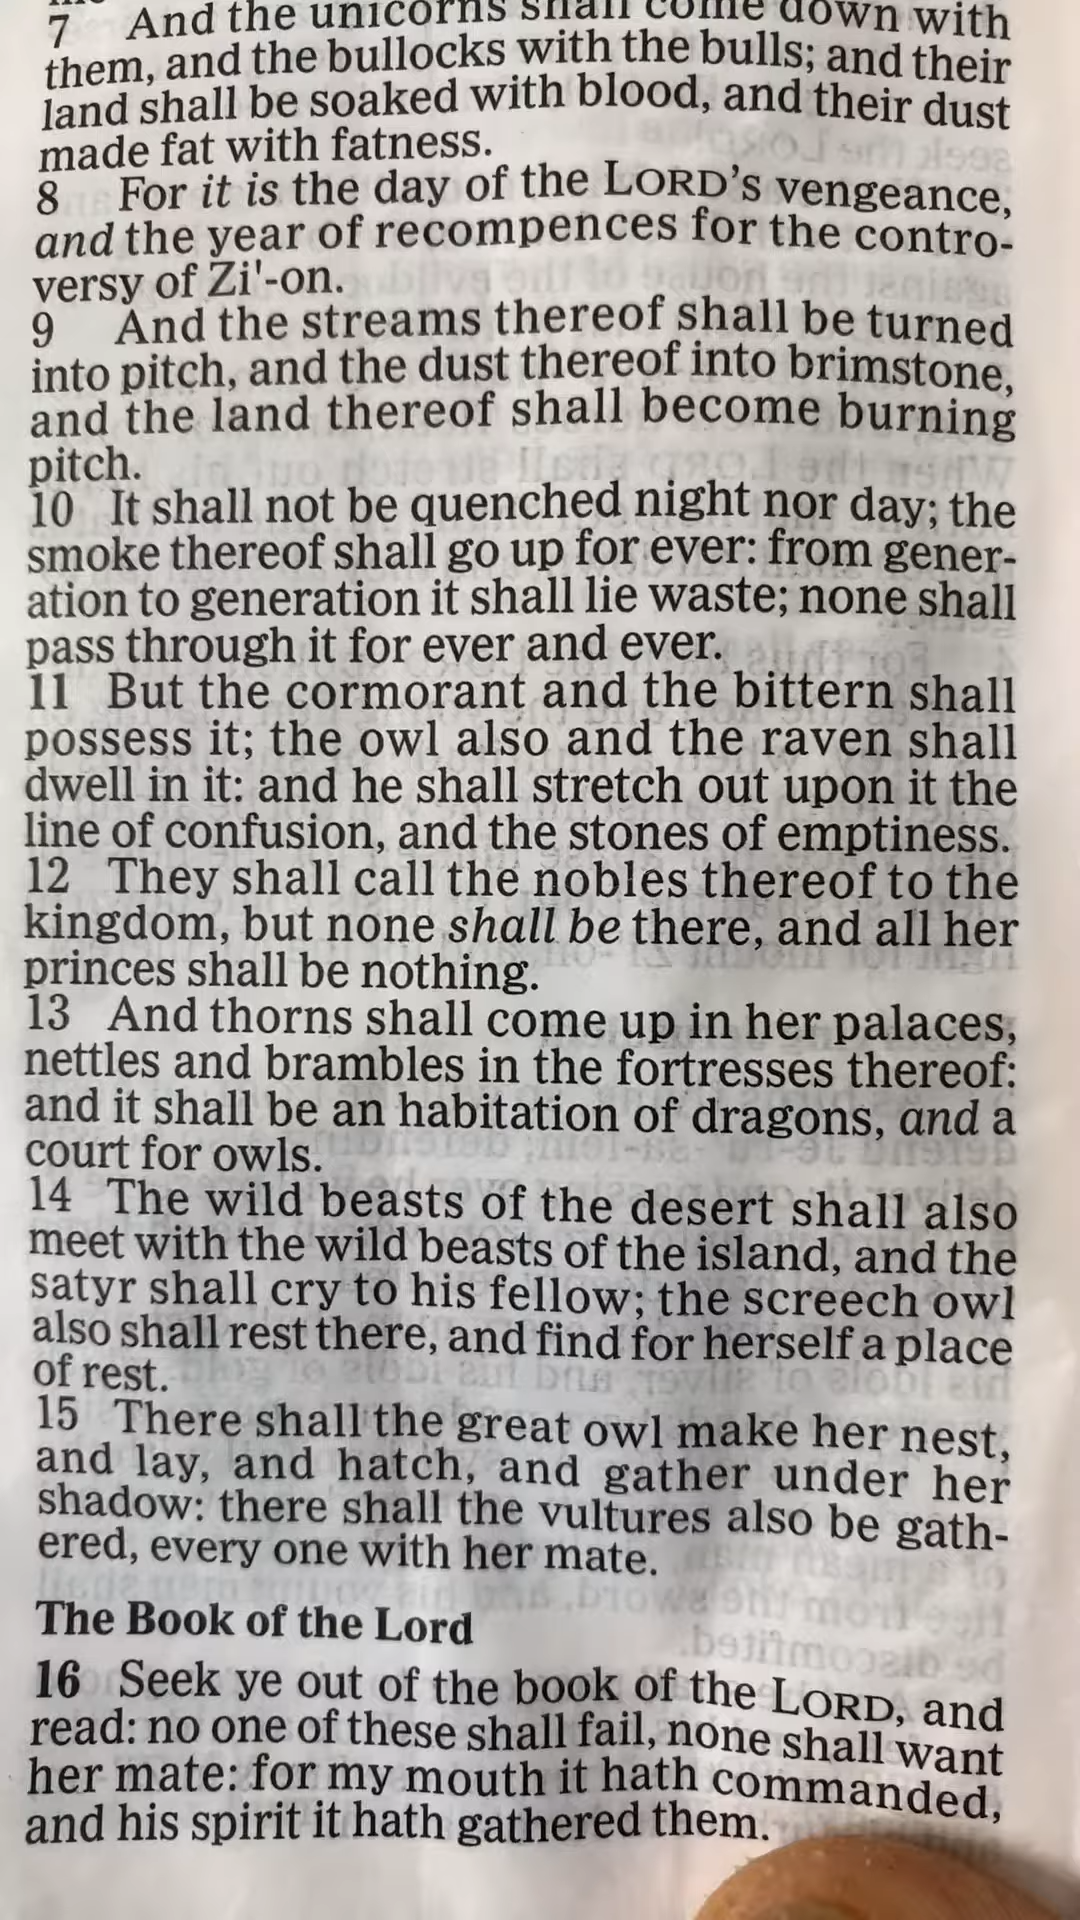 7 And the unicorns shall come down with
them, and the bullocks with the bulls; and their
land shall be soaked with blood, and their dust
made fat with fatness.
8 For it is the day of the LORD's vengeance,
and the year of recompences for the contro-
versy of Zi'-on.
9 And the streams thereof shall be turned
into pitch, and the dust thereof into brimstone,
and the land thereof shall become burning
pitch.
10 It shall not be quenched night nor day; the
smoke thereof shall go up for ever: from gener-
ation to generation it shall lie waste; none shall
pass through it for ever and ever.
11 But the cormorant and the bittern shall
possess it; the owl also and the raven shall
dwell in it: and he shall stretch out upon it the
line of confusion, and the stones of emptiness.
12 They shall call the nobles thereof to the
kingdom, but none shall be there, and all her
princes shall be nothing.
13 And thorns shall come up in her palaces,
nettles and brambles in the fortresses thereof:
and it shall be an habitation of dragons, and a
court for owls.
14 The wild beasts of the desert shall also
meet with the wild beasts of the island, and the
satyr shall cry to his fellow; the screech owl
also shall rest there, and find for herself a place
of rest.
15 There shall the great owl make her nest,
and lay, and hatch, and gather under her
shadow: there shall the vultures also be gath-
ered, every one with her mate.
The Book of the Lord
16 Seek ye out of the book of the LORD, and
read: no one of these shall fail, none shall want
her mate: for my mouth it hath commanded,
and his spirit it hath gathered them.